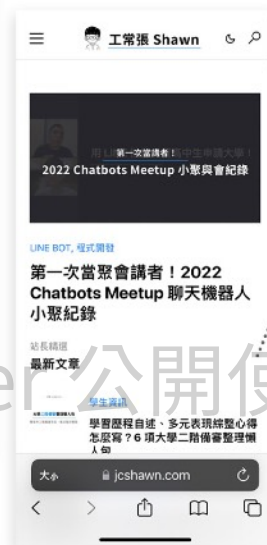 工常張 Shawn
第一次當講者！
2022 Chatbots Meetup 小聚與會紀錄
LINE BOT, 程式開發
第一次當聚會講者！2022
Chatbots Meetup 聊天機器人
小聚紀錄
站長精選
最新文章
er 公開使
學生資訊
學習歷程自述、多元表現綜整心得
怎麼寫？6 項大學二階備審整理懶
人包
大小
jcshawn.com